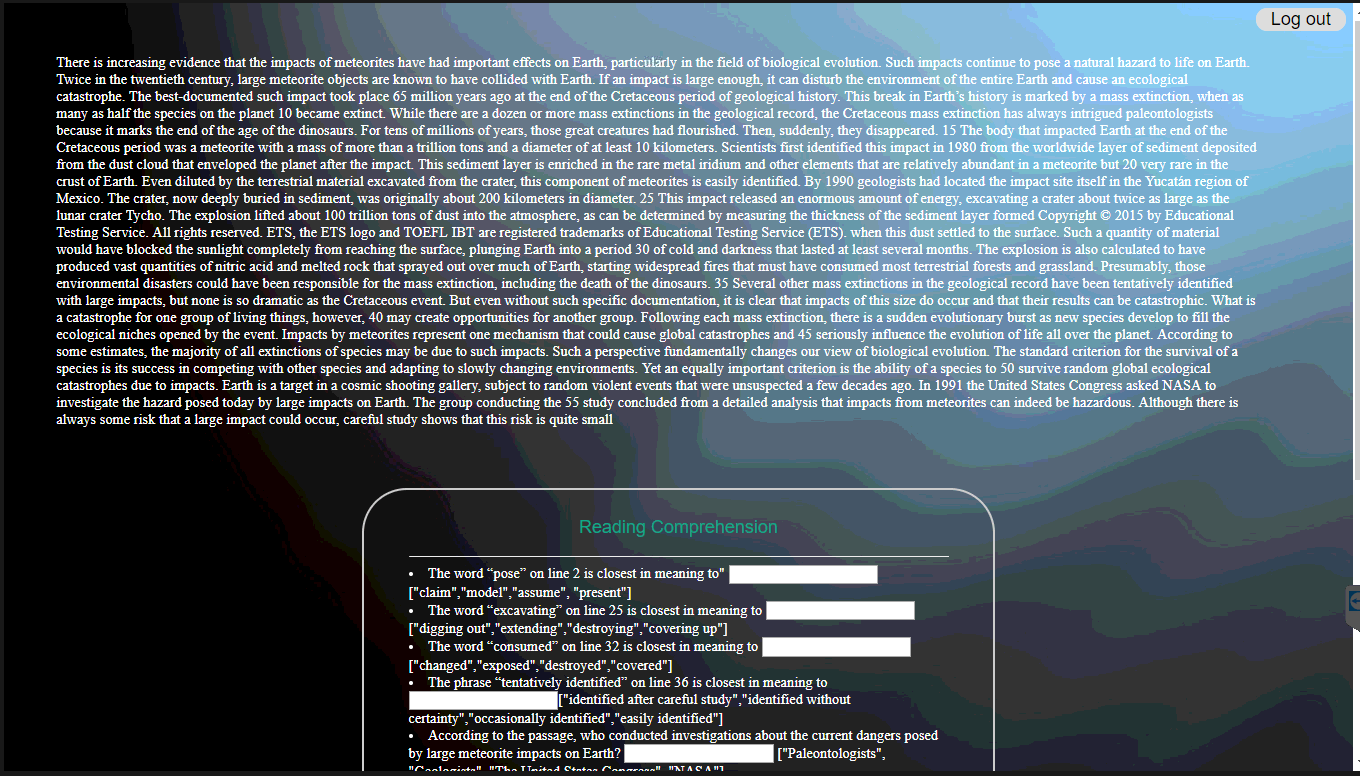 Log out
There is increasing evidence that the impacts of meteorites have had important effects on Earth, particularly in the field of biological evolution. Such impacts continue to pose a natural hazard to life on Earth.
Twice in the twentieth century, large meteorite objects are known to have collided with Earth. If an impact is large enough, it can disturb the environment of the entire Earth and cause an ecological
catastrophe. The best-documented such impact took place 65 million years ago at the end of the Cretaceous period of geological history. This break in Earth’s history is marked by a mass extinction, when as
many as half the species on the planet 10 became extinct. While there are a dozen or more mass extinctions in the geological record, the Cretaceous mass extinction has always intrigued paleontologists
because it marks the end of the age of the dinosaurs. For tens of millions of years, those great creatures had flourished. Then, suddenly, they disappeared. 15 The body that impacted Earth at the end of the
Cretaceous period was a meteorite with a mass of more than a trillion tons and a diameter of at least 10 kilometers. Scientists first identified this impact in 1980 from the worldwide layer of sediment deposited
from the dust cloud that enveloped the planet after the impact. This sediment layer is enriched in the rare metal iridium and other elements that are relatively abundant in a meteorite but 20 very rare in the
crust of Earth. Even diluted by the terrestrial material excavated from the crater, this component of meteorites is easily identified. By 1990 geologists had located the impact site itself in the Yucatán region of
Mexico. The crater, now deeply buried in sediment, was originally about 200 kilometers in diameter. 25 This impact released an enormous amount of energy, excavating a crater about twice as large as the
lunar crater Tycho. The explosion lifted about 100 trillion tons of dust into the atmosphere, as can be determined by measuring the thickness of the sediment layer formed Copyright © 2015 by Educational
Testing Service. All rights reserved. ETS, the ETS logo and TOEFL IBT are registered trademarks of Educational Testing Service (ETS). when this dust settled to the surface. Such a quantity of material
would have blocked the sunlight completely from reaching the surface, plunging Earth into a period 30 of cold and darkness that lasted at least several months. The explosion is also calculated to have
produced vast quantities of nitric acid and melted rock that sprayed out over much of Earth, starting widespread fires that must have consumed most terrestrial forests and grassland. Presumably, those
environmental disasters could have been responsible for the mass extinction, including the death of the dinosaurs. 35 Several other mass extinctions in the geological record have been tentatively identified
with large impacts, but none is so dramatic as the Cretaceous event. But even without such specific documentation, it is clear that impacts of this size do occur and that their results can be catastrophic. What is
a catastrophe for one group of living things, however, 40 may create opportunities for another group. Following each mass extinction, there is a sudden evolutionary burst as new species develop to fill the
ecological niches opened by the event. Impacts by meteorites represent one mechanism that could cause global catastrophes and 45 seriously influence the evolution of life all over the planet. According to
some estimates, the majority of all extinctions of species may be due to such impacts. Such a perspective fundamentally changes our view of biological evolution. The standard criterion for the survival of a
species is its success in competing with other species and adapting to slowly changing environments. Yet an equally important criterion is the ability of a species to 50 survive random global ecological
catastrophes due to impacts. Earth is a target in a cosmic shooting gallery, subject to random violent events that were unsuspected a few decades ago. In 1991 the United States Congress asked NASA to
investigate the hazard posed today by large impacts on Earth. The group conducting the 55 study concluded from a detailed analysis that impacts from meteorites can indeed be hazardous. Although there is
always some risk that a large impact could occur, careful study shows that this risk is quite small
Reading Comprehension
• The word “pose” on line 2 is closest in meaning to"
["claim","model","assume", "present"]
• The word “excavating” on line 25 is closest in meaning to
["digging out","extending","destroying","covering up"]
• The word “consumed” on line 32 is closest in meaning to
["changed","exposed","destroyed","covered"]
• The phrase “tentatively identified” on line 36 is closest in meaning to
["identified after careful study","identified without
certainty","occasionally identified","easily identified"]
• According to the passage, who conducted investigations about the current dangers posed
by large meteorite impacts on Earth? ["Paleontologists",
"Geologists", "The United States Congress", "NASA"]